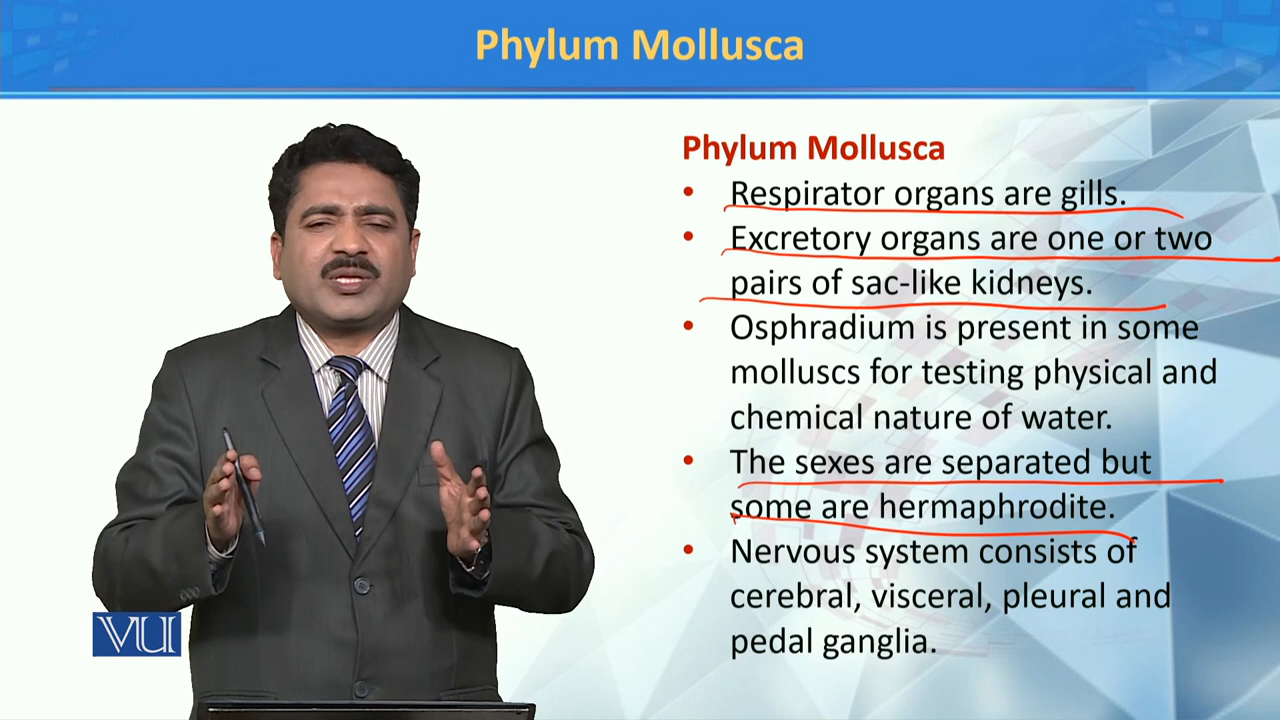 Phylum Mollusca
Phylum Mollusca
• Respirator organs are gills.
• Excretory organs are one or two
pairs of sac-like kidneys.
• Osphradium is present in some
molluscs for testing physical and
chemical nature of water.
• The sexes are separated but
some are hermaphrodite.
• Nervous system consists of
cerebral, visceral, pleural and
pedal ganglia.
VU